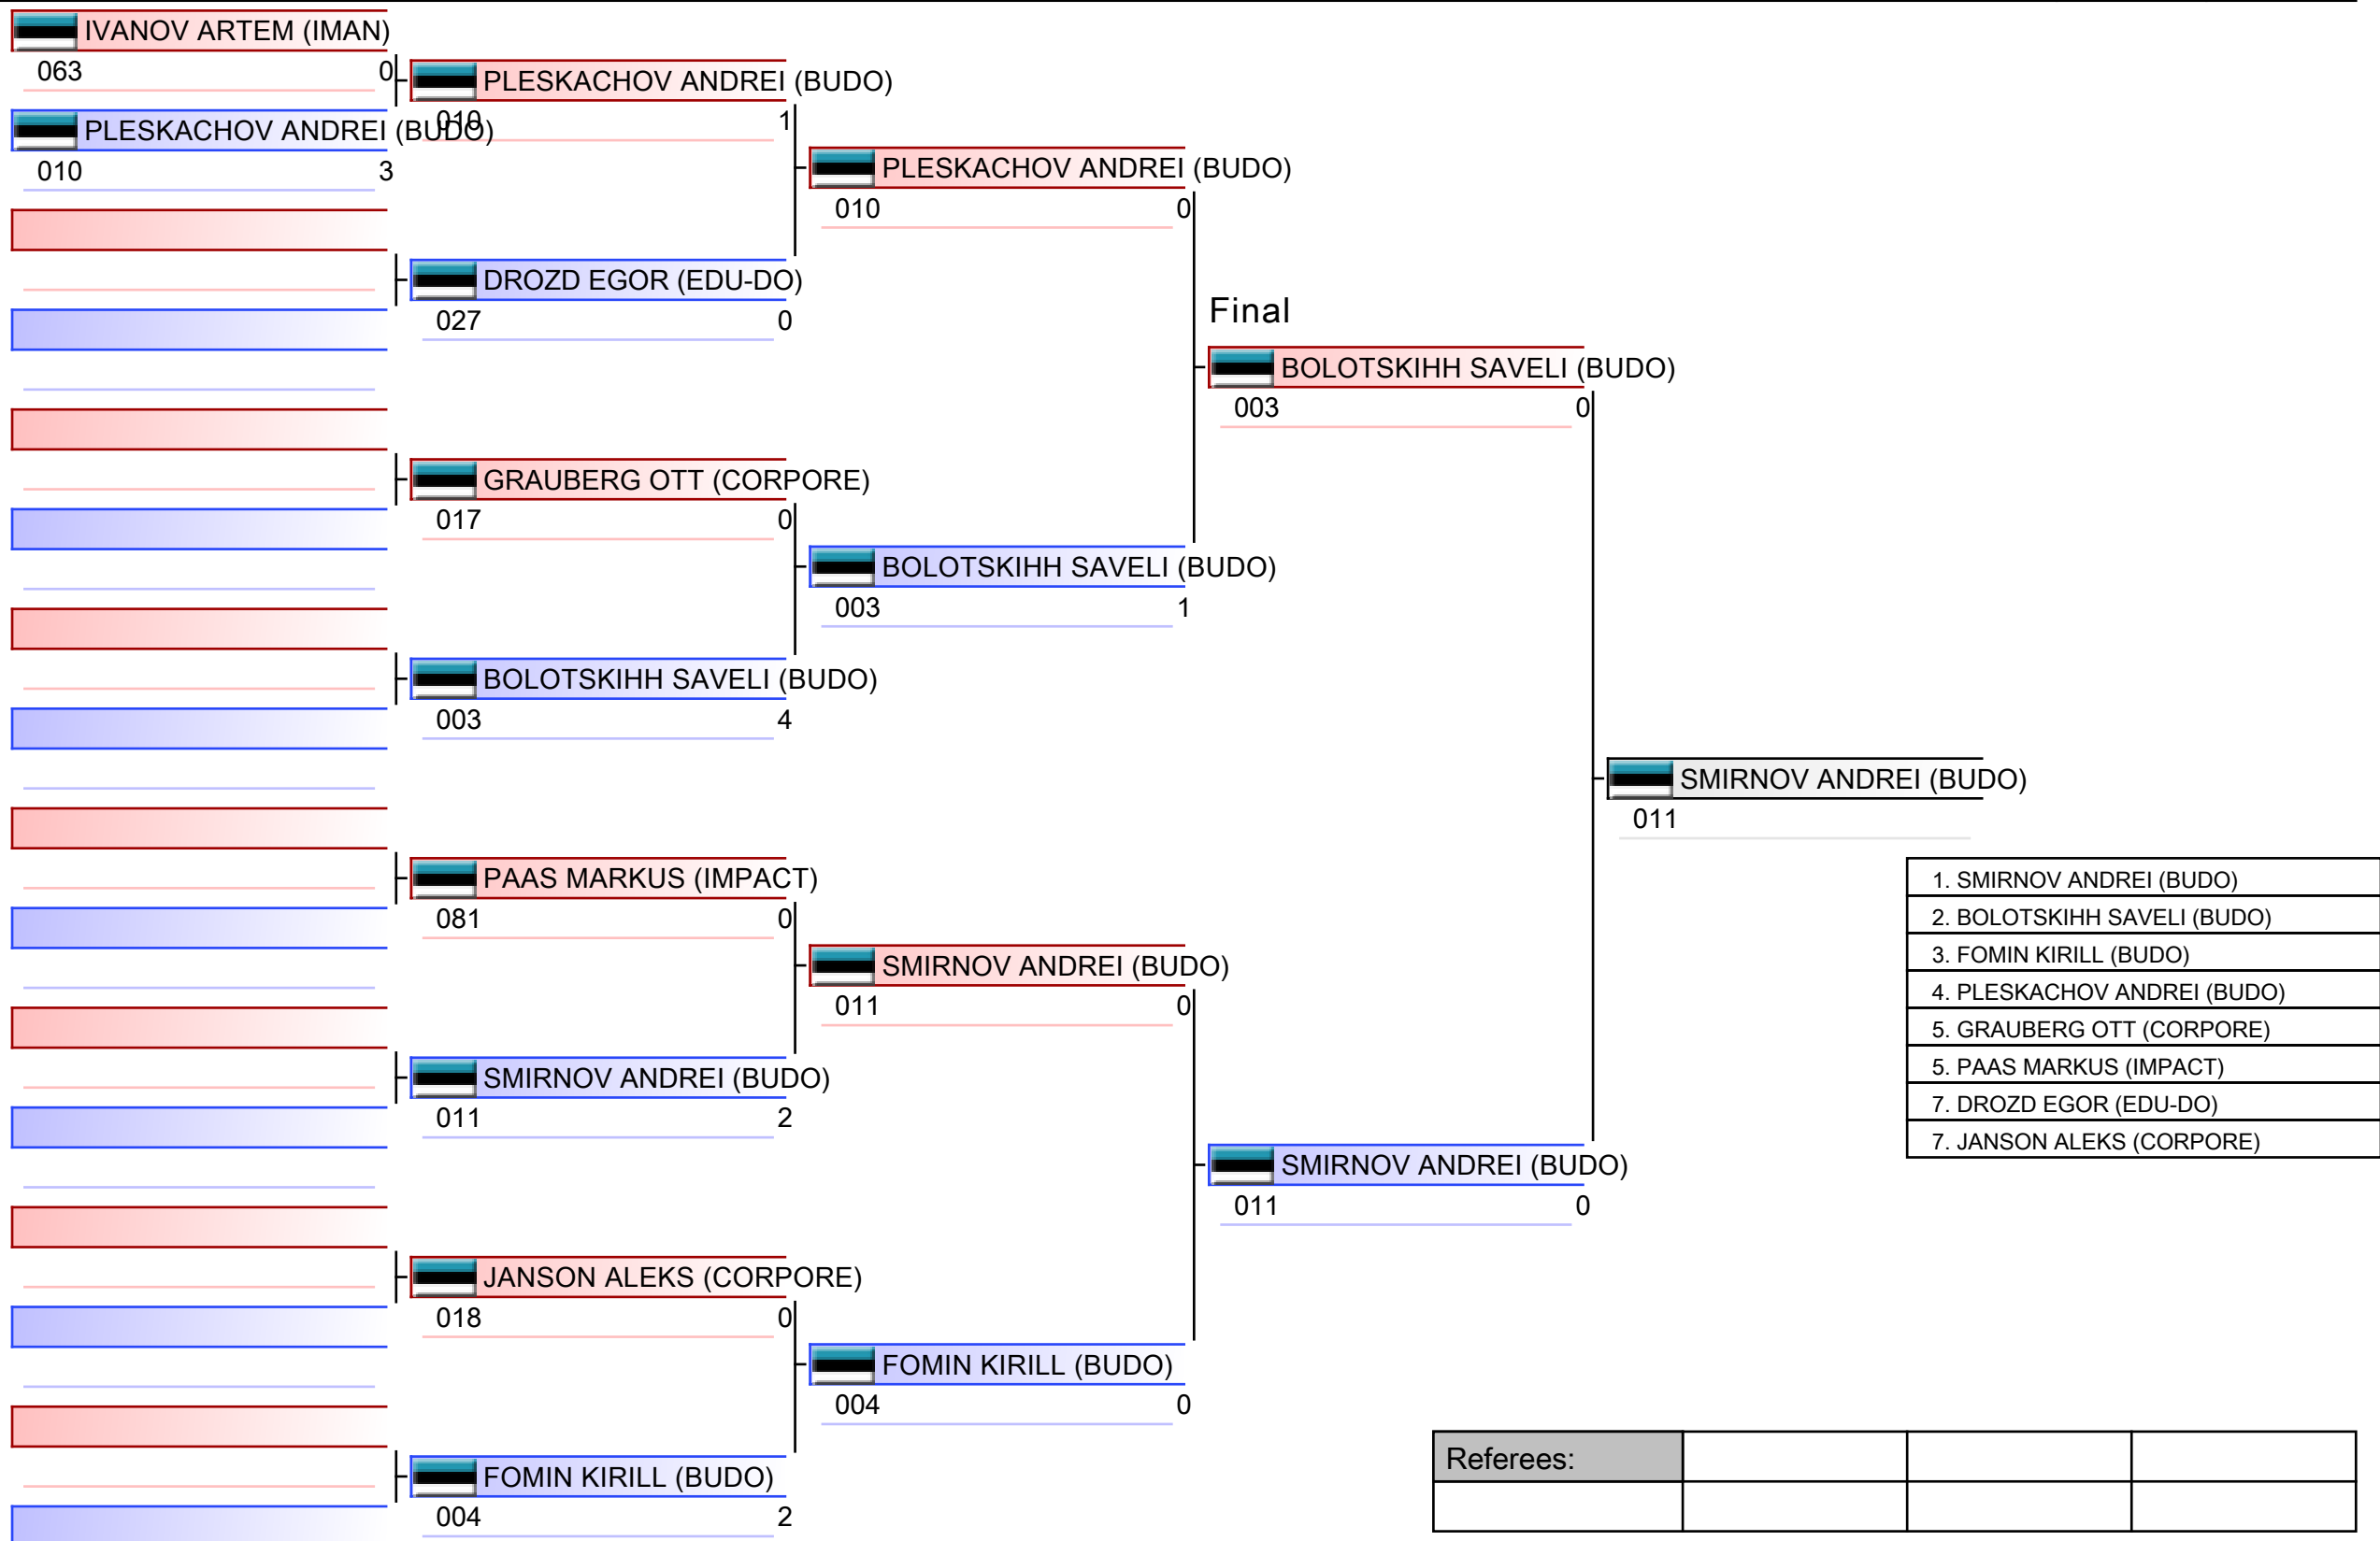 IVANOV ARTEM (IMAN)
063 0
PLESKACHOV ANDREI (BUDO)
010 3
PLESKACHOV ANDREI (BUDO)
010 1
DROZD EGOR (EDU-DO)
027 0
GRAUBERG OTT (CORPORE)
017 0
BOLOTSKIHH SAVELI (BUDO)
003 4
PAAS MARKUS (IMPACT)
081 0
SMIRNOV ANDREI (BUDO)
011 2
JANSON ALEKS (CORPORE)
018 0
FOMIN KIRILL (BUDO)
004 2
PLESKACHOV ANDREI (BUDO)
010 0
BOLOTSKIHH SAVELI (BUDO)
003 1
SMIRNOV ANDREI (BUDO)
011 0
FOMIN KIRILL (BUDO)
004 0
Final
BOLOTSKIHH SAVELI (BUDO)
003 0
SMIRNOV ANDREI (BUDO)
011 0
SMIRNOV ANDREI (BUDO)
011
1. SMIRNOV ANDREI (BUDO)
2. BOLOTSKIHH SAVELI (BUDO)
3. FOMIN KIRILL (BUDO)
4. PLESKACHOV ANDREI (BUDO)
5. GRAUBERG OTT (CORPORE)
5. PAAS MARKUS (IMPACT)
7. DROZD EGOR (EDU-DO)
7. JANSON ALEKS (CORPORE)
Referees: